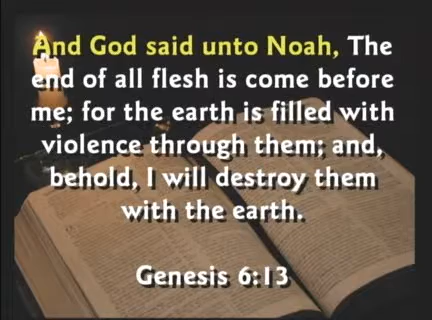 And God said unto Noah, The
end of all flesh is come before
me; for the earth is filled with
violence through them; and,
behold, I will destroy them
with the earth.
Genesis 6:13